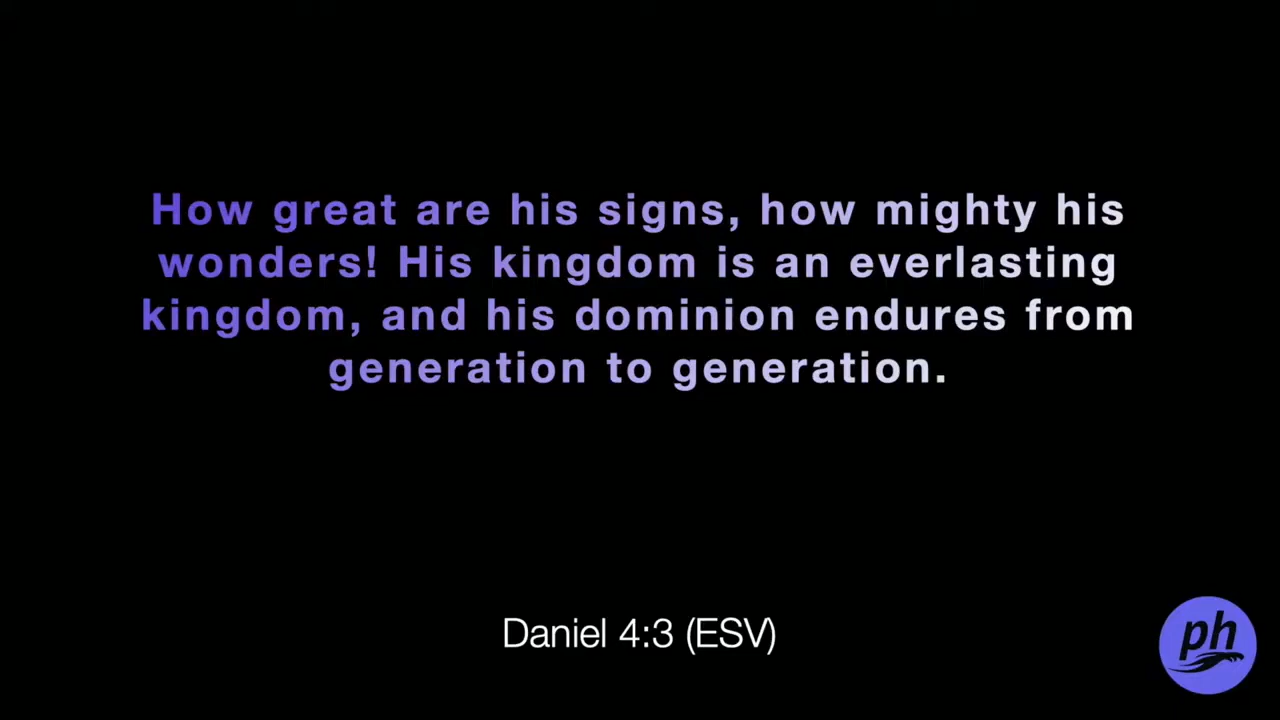 How great are his signs, how mighty his
wonders! His kingdom is an everlasting
kingdom, and his dominion endures from
generation to generation.
Daniel 4:3 (ESV)
ph